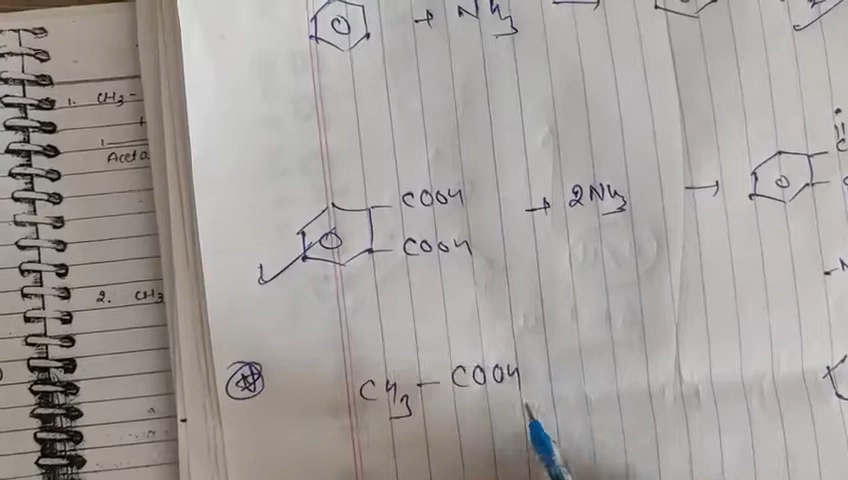 + NH3
1. CH3-
Aceta
COOH
+ 2NH3 →
COOH
2. CH3
CH3 - COOH